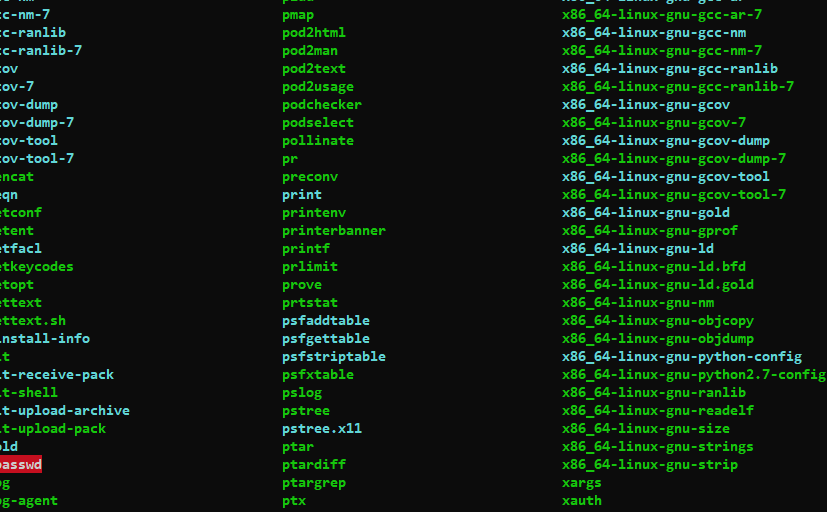 cc-nm-7 pmap x86_64-linux-gnu-gcc-ar-7
cc-ranlib pod2html x86_64-linux-gnu-gcc-nm
cc-ranlib-7 pod2man x86_64-linux-gnu-gcc-nm-7
cov pod2text x86_64-linux-gnu-gcc-ranlib
cov-7 pod2usage x86_64-linux-gnu-gcc-ranlib-7
cov-dump podchecker x86_64-linux-gnu-gcov
cov-dump-7 podselect x86_64-linux-gnu-gcov-7
cov-tool pollinate x86_64-linux-gnu-gcov-dump
cov-tool-7 pr x86_64-linux-gnu-gcov-dump-7
encat preconv x86_64-linux-gnu-gcov-tool
eqn print x86_64-linux-gnu-gcov-tool-7
etconf printenv x86_64-linux-gnu-gold
etent printerbanner x86_64-linux-gnu-gprof
etfacl printf x86_64-linux-gnu-ld
etkeycodes prlimit x86_64-linux-gnu-ld.bfd
etopt prove x86_64-linux-gnu-ld.gold
ettext prtstat x86_64-linux-gnu-nm
ettext.sh psfaddtable x86_64-linux-gnu-objcopy
install-info psfgettable x86_64-linux-gnu-objdump
it psfstriptable x86_64-linux-gnu-python-config
it-receive-pack psfxtable x86_64-linux-gnu-python2.7-config
it-shell pslog x86_64-linux-gnu-ranlib
it-upload-archive pstree x86_64-linux-gnu-readelf
it-upload-pack pstree.x11 x86_64-linux-gnu-size
old ptar x86_64-linux-gnu-strings
passwd ptardiff x86_64-linux-gnu-strip
pg ptargrep xargs
pg-agent ptx xauth